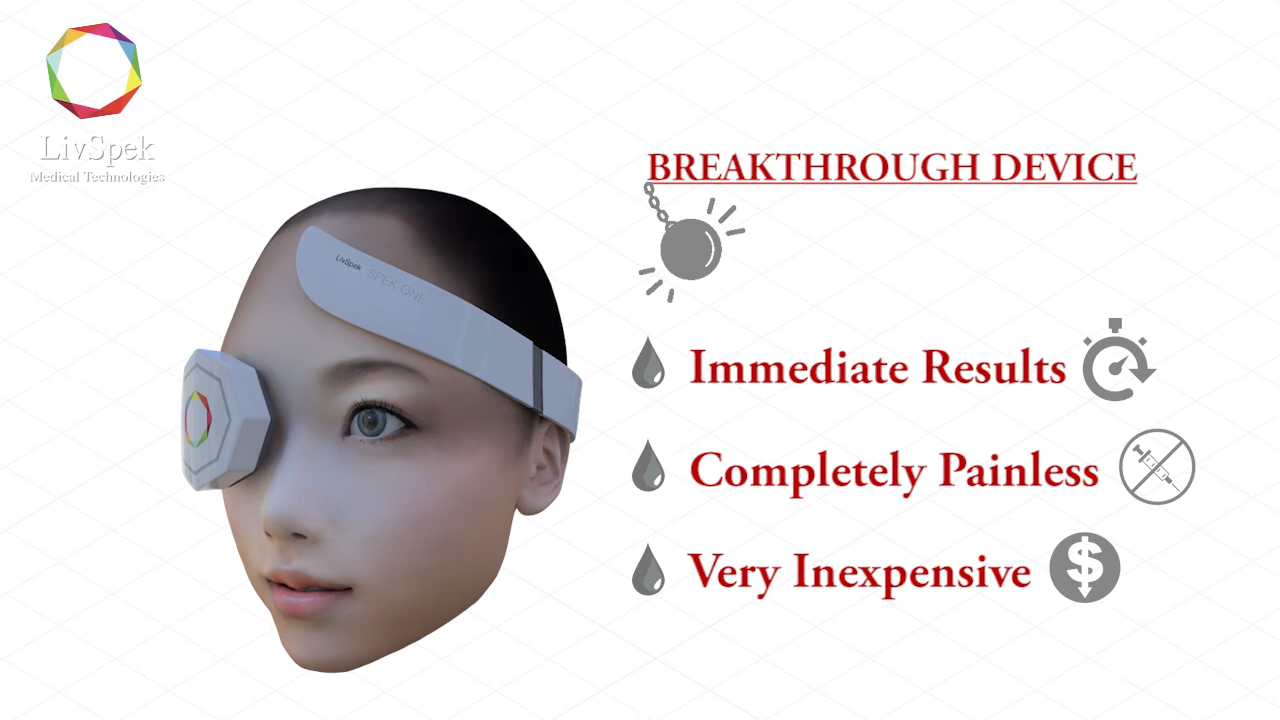 LivSpek
Medical Technologies
BREAKTHROUGH DEVICE
LivSpek SPEK ONE
Immediate Results
Completely Painless
Very Inexpensive